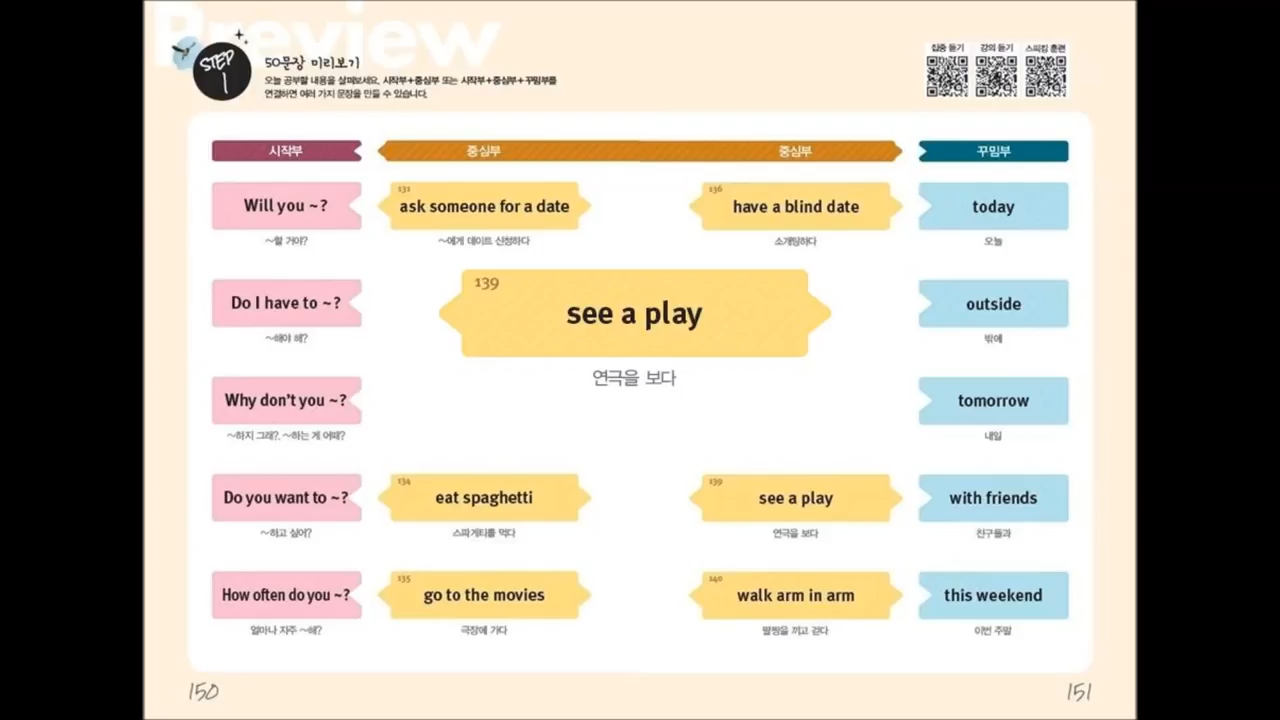 Preview
STEP
1
50문장 미리보기
오늘 공부할 내용을 살펴보세요. 시작부+중심부 또는 시작부+중심부+꾸밈부를
연결하면 여러 가지 문장을 만들 수 있습니다.
집중 듣기 강의 듣기 스피킹 훈련
시작부 중심부 중심부 꾸밈부
131 136
Will you ~? ask someone for a date have a blind date today
~할 거야? ~에게 데이트 신청하다 소개팅하다 오늘
139
Do I have to ~? see a play outside
~해야 해? 밖에
연극을 보다
Why don't you ~? tomorrow
~하지 그래?, ~하는 게 어때? 내일
134 139
Do you want to ~? eat spaghetti see a play with friends
~하고 싶어? 스파게티를 먹다 연극을 보다 친구들과
135 140
How often do you ~? go to the movies walk arm in arm this weekend
얼마나 자주 ~해? 극장에 가다 팔짱을 끼고 걷다 이번 주말
150 151